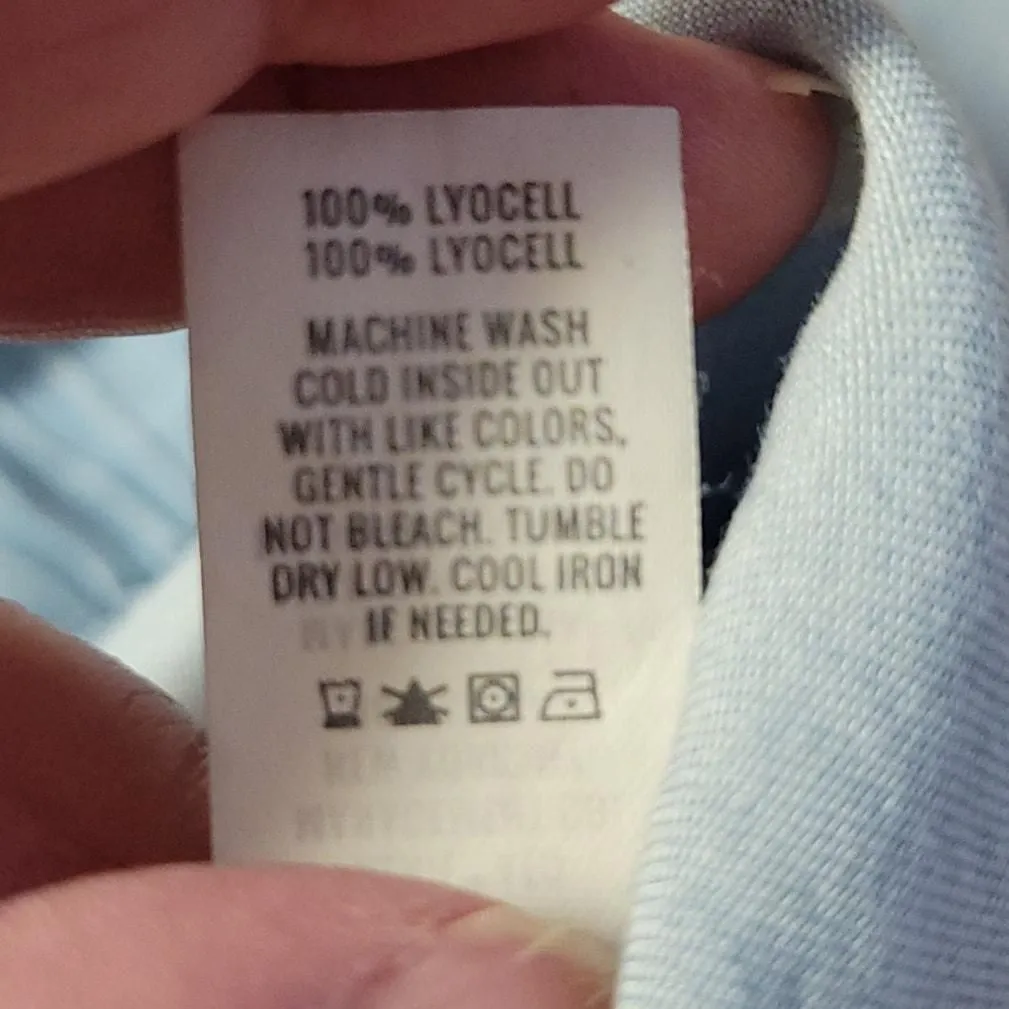 100% LYOCELL
100% LYOCELL
MACHINE WASH
COLD INSIDE OUT
WITH LIKE COLORS,
GENTLE CYCLE. DO
NOT BLEACH. TUMBLE
DRY LOW. COOL IRON
IF NEEDED.